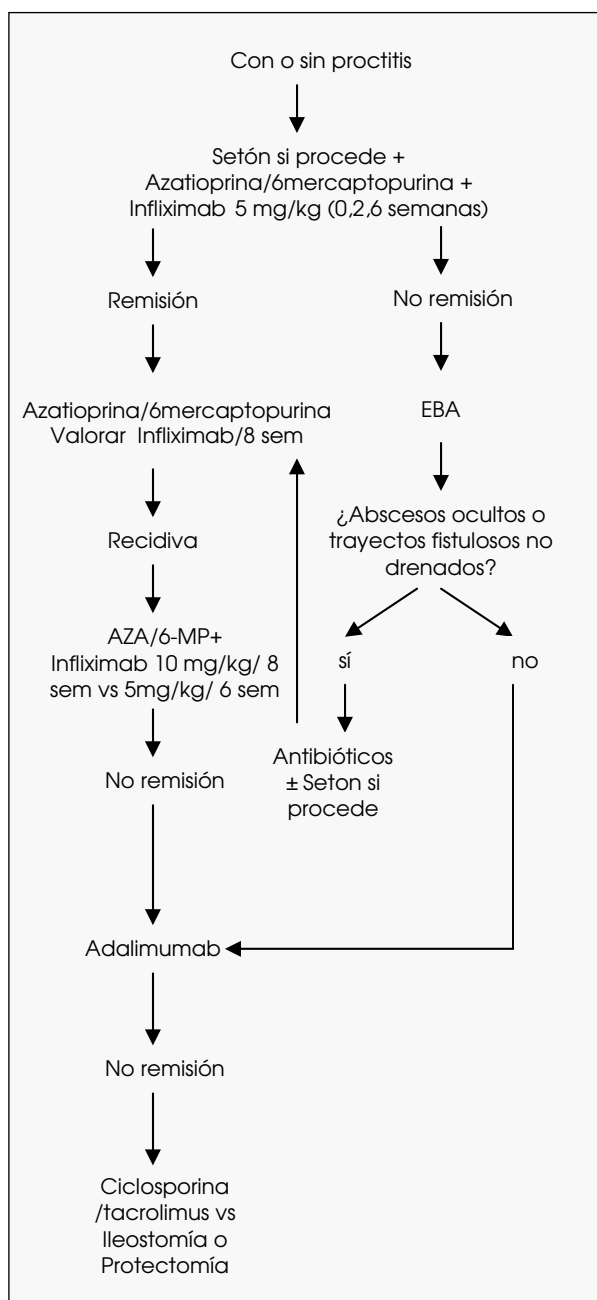 Con o sin proctitis
Setón si procede +
Azatioprina/6mercaptopurina +
Infliximab 5 mg/kg (0,2,6 semanas)
Remisión
No remisión
Azatioprina/6mercaptopurina
Valorar Infliximab/8 sem
EBA
Recidiva
¿Abscesos ocultos o
trayectos fistulosos no
drenados?
AZA/6-MP+
Infliximab 10 mg/kg/ 8
sem vs 5mg/kg/ 6 sem
sí
no
No remisión
Antibióticos
± Seton si
procede
Adalimumab
No remisión
Ciclosporina
/tacrolimus vs
Ileostomía o
Protectomía